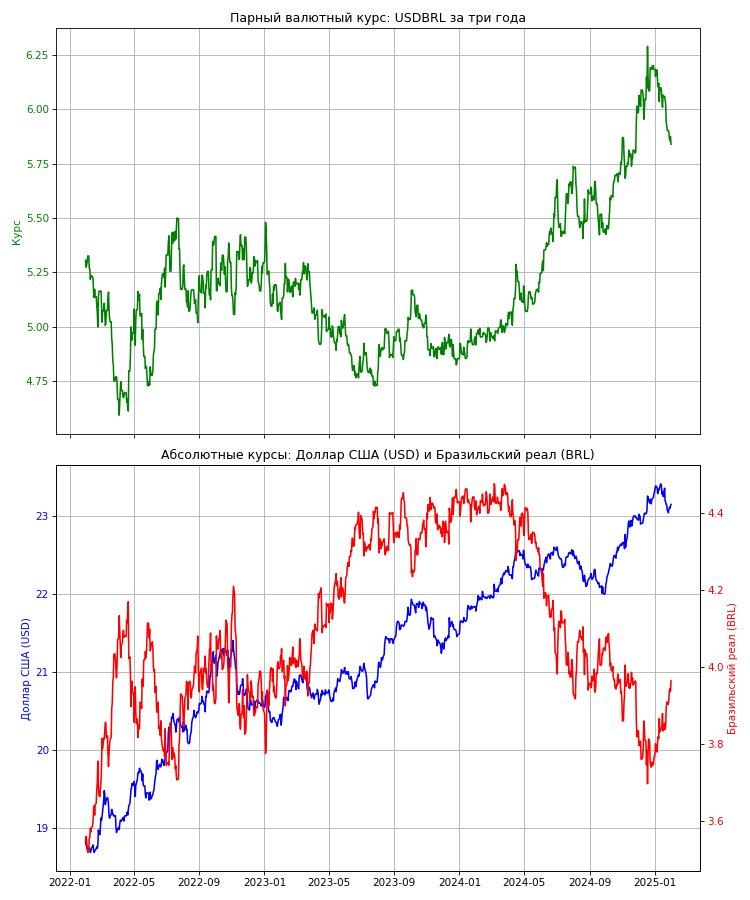 Парный валютный курс: USDBRL за три года
6.25
6.00
5.75
5.50
5.25
5.00
4.75
Курс
Абсолютные курсы: Доллар США (USD) и Бразильский реал (BRL)
23
22
21
20
19
Доллар США (USD)
4.4
4.2
4.0
3.8
3.6
Бразильский реал (BRL)
2022-01 2022-05 2022-09 2023-01 2023-05 2023-09 2024-01 2024-05 2024-09 2025-01